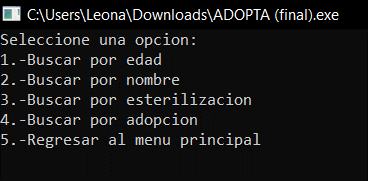 C:\Users\Leona\Downloads\ADOPTA (final).exe
Seleccione una opcion:
1.-Buscar por edad
2.-Buscar por nombre
3.-Buscar por esterilizacion
4.-Buscar por adopcion
5.-Regresar al menu principal